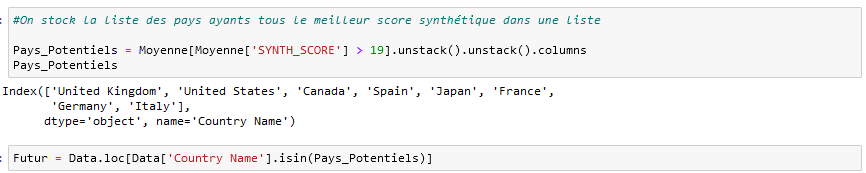 #On stock la liste des pays ayants tous le meilleur score synthétique dans une liste
Pays_Potentiels = Moyenne[Moyenne['SYNTH_SCORE'] > 19].unstack().unstack().columns
Pays_Potentiels
Index(['United Kingdom', 'United States', 'Canada', 'Spain', 'Japan', 'France',
'Germany', 'Italy'],
dtype='object', name='Country Name')
Futur = Data.loc[Data['Country Name'].isin(Pays_Potentiels)]